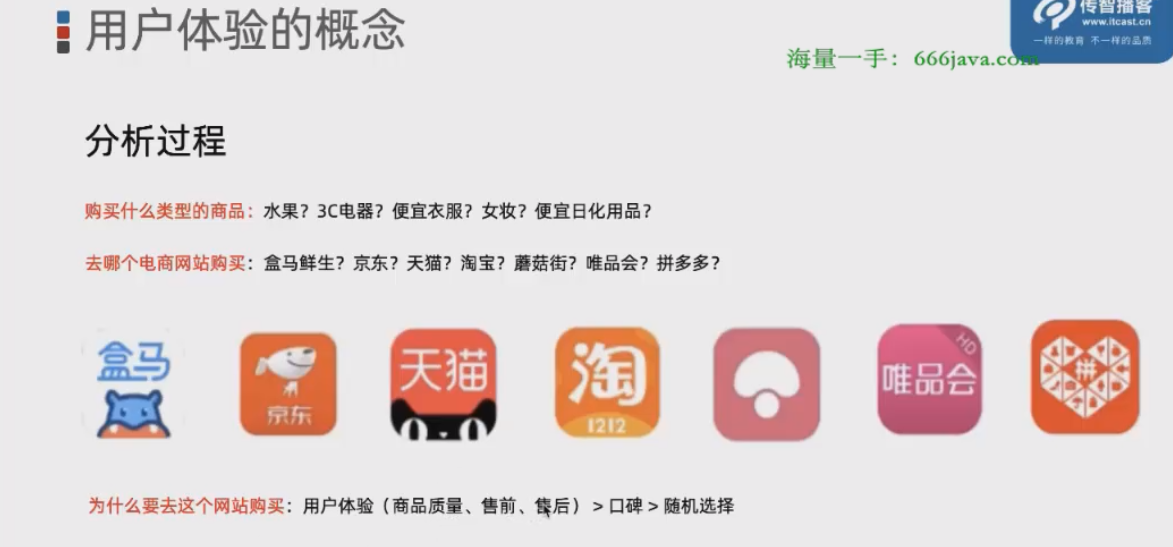 用户体验的概念
传智播客
www.itcast.cn
一样的教育 不一样的品质
海量一手：666java.com
分析过程
购买什么类型的商品：水果？3C电器？便宜衣服？女妆？便宜日化用品？
去哪个电商网站购买：盒马鲜生？京东？天猫？淘宝？蘑菇街？唯品会？拼多多？
盒马
京东
天猫
淘
1212
唯品会
HD
拼
为什么要去这个网站购买：用户体验（商品质量、售前、售后）> 口碑 > 随机选择